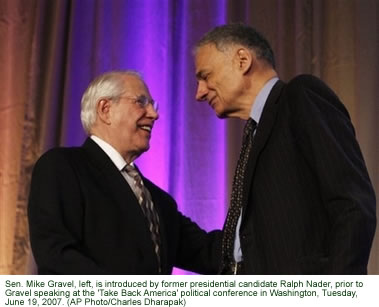 Sen. Mike Gravel, left, is introduced by former presidential candidate Ralph Nader, prior to
Gravel speaking at the 'Take Back America' political conference in Washington, Tuesday,
June 19, 2007. (AP Photo/Charles Dharapak)